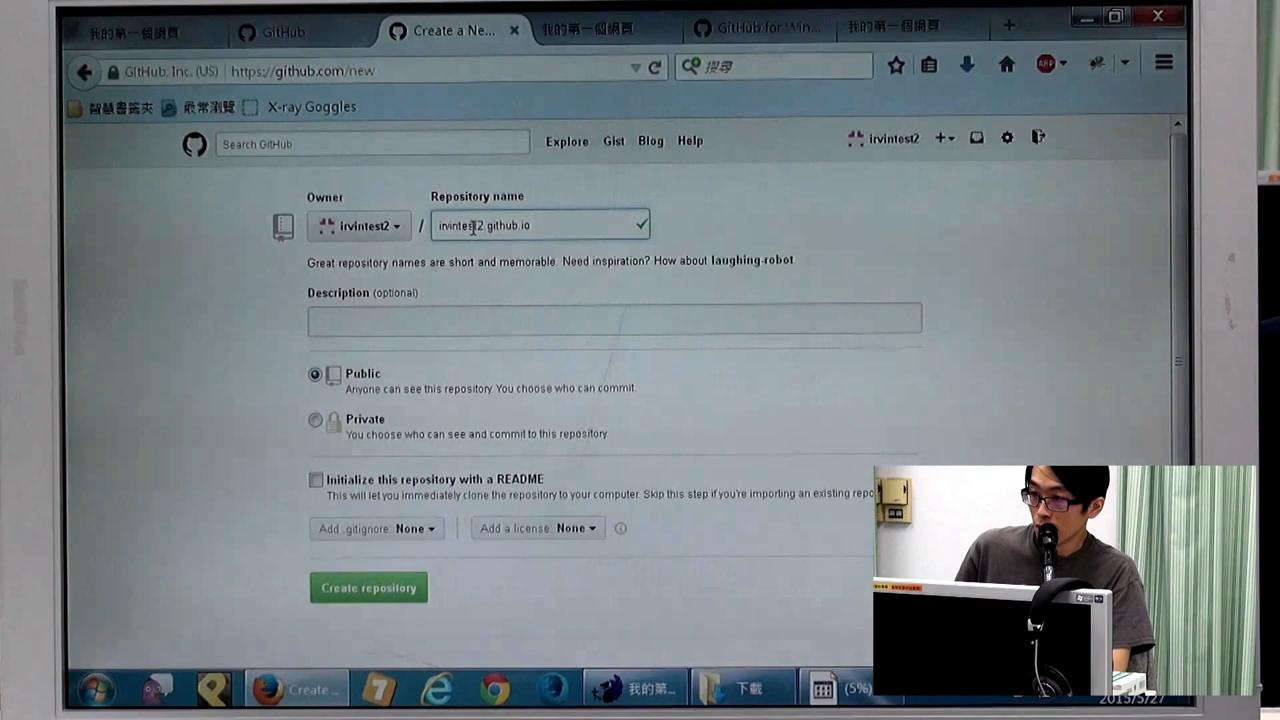 我的第一個網頁
GitHub
Create a Ne...
我的第一個網頁
GitHub for Win...
我的第一個網頁
GitHub, Inc. (US)
https://github.com/new
搜尋
ABP
智慧書籤夾
最常瀏覽
X-ray Goggles
Search GitHub
Explore
Gist
Blog
Help
irvintest2
Owner
Repository name
irvintest2
/
irvintest2.github.io
Great repository names are short and memorable. Need inspiration? How about laughing-robot.
Description (optional)
Public
Anyone can see this repository. You choose who can commit.
Private
You choose who can see and commit to this repository.
Initialize this repository with a README
This will let you immediately clone the repository to your computer. Skip this step if you're importing an existing repo
Add .gitignore: None
Add a license: None
Create repository
Create ...
我的第...
下載
(5%)
2015/5/27